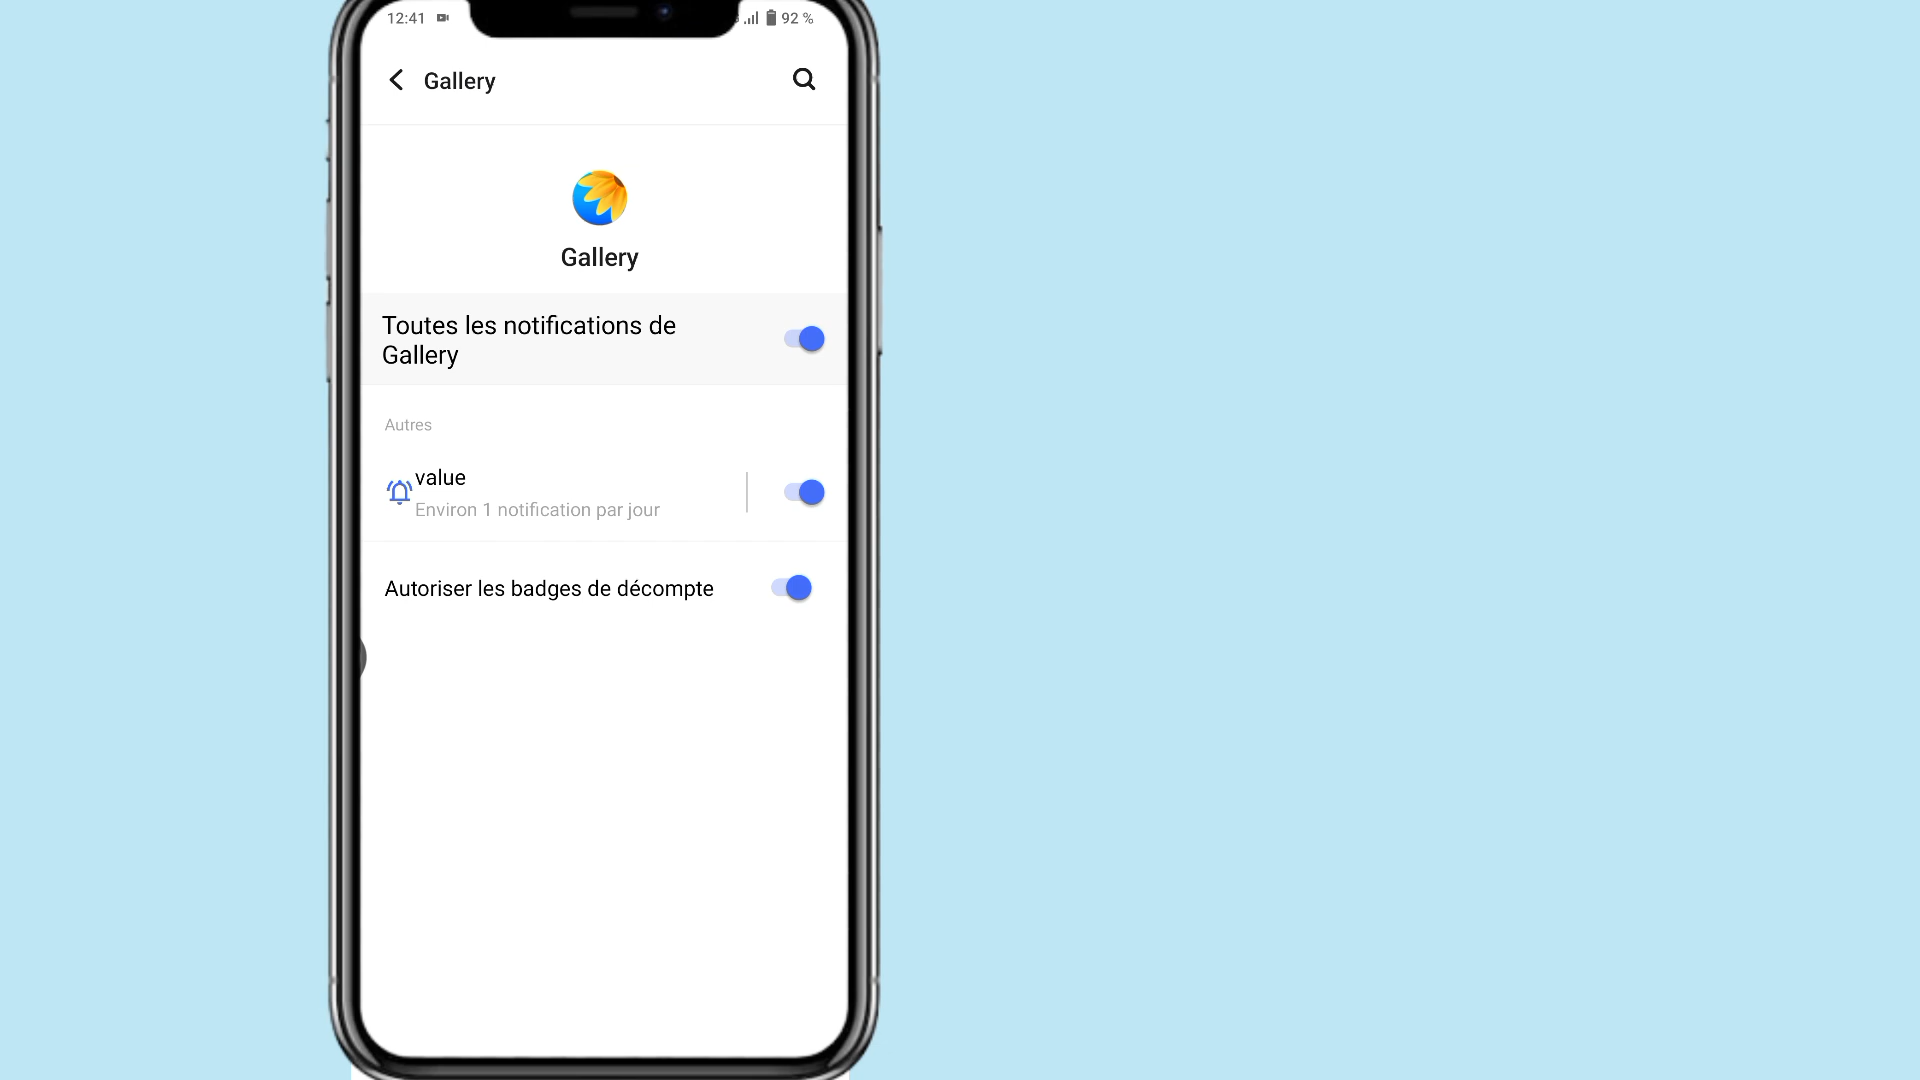 12:41
92 %
Gallery
Gallery
Toutes les notifications de
Gallery
Autres
value
Environ 1 notification par jour
Autoriser les badges de décompte